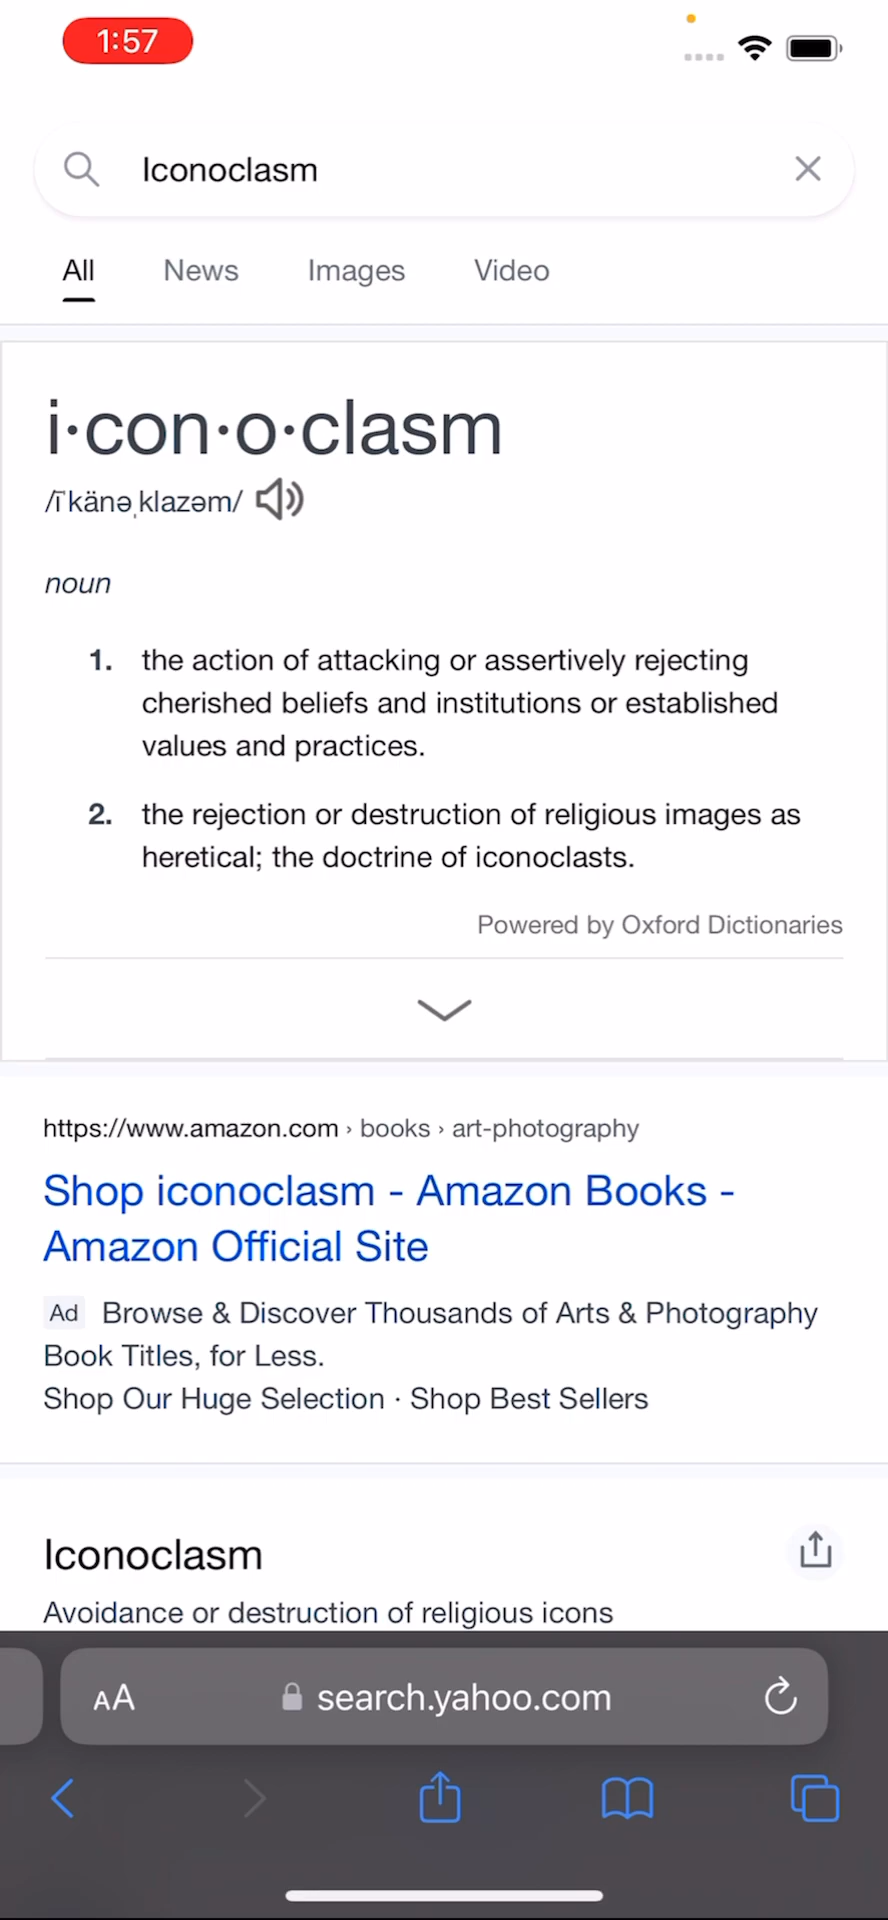 1:57
Iconoclasm
All News Images Video
i·con·o·clasm
/īˈkänəˌklazəm/
noun
1. the action of attacking or assertively rejecting
cherished beliefs and institutions or established
values and practices.
2. the rejection or destruction of religious images as
heretical; the doctrine of iconoclasts.
Powered by Oxford Dictionaries
https://www.amazon.com › books › art-photography
Shop iconoclasm - Amazon Books -
Amazon Official Site
Ad Browse & Discover Thousands of Arts & Photography
Book Titles, for Less.
Shop Our Huge Selection · Shop Best Sellers
Iconoclasm
Avoidance or destruction of religious icons
AA search.yahoo.com